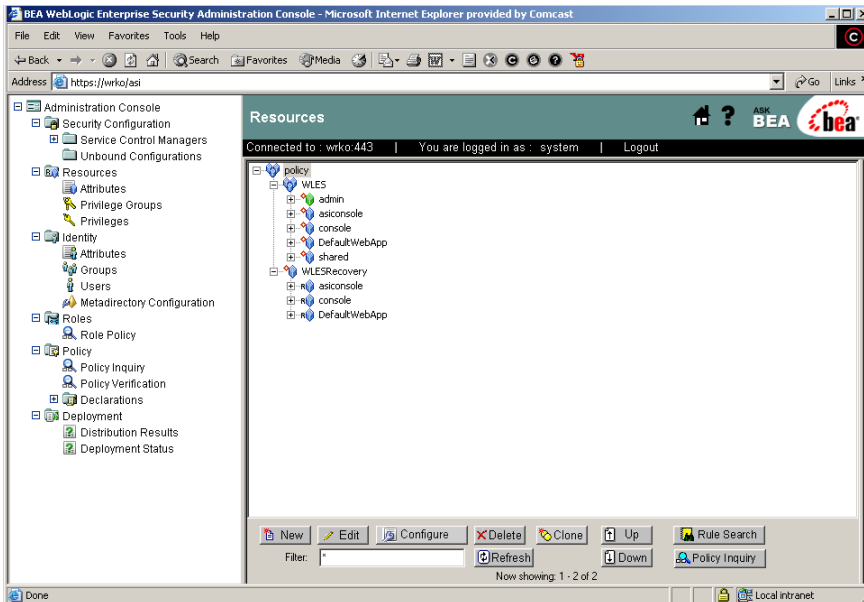 BEA WebLogic Enterprise Security Administration Console - Microsoft Internet Explorer provided by Comcast
File Edit View Favorites Tools Help
Back Search Favorites Media
Address https://wrko/asi Go Links
Administration Console
Security Configuration
Service Control Managers
Unbound Configurations
Resources
Attributes
Privilege Groups
Privileges
Identity
Attributes
Groups
Users
Metadirectory Configuration
Roles
Role Policy
Policy
Policy Inquiry
Policy Verification
Declarations
Deployment
Distribution Results
Deployment Status
Resources
? ASK BEA bea
Connected to : wrko:443 | You are logged in as : system | Logout
policy
WLES
admin
asiconsole
console
DefaultWebApp
shared
WLESRecovery
R asiconsole
R console
R DefaultWebApp
New Edit Configure Delete Clone Up Rule Search
Filter: * Refresh Down Policy Inquiry
Now showing: 1 - 2 of 2
Done Local intranet